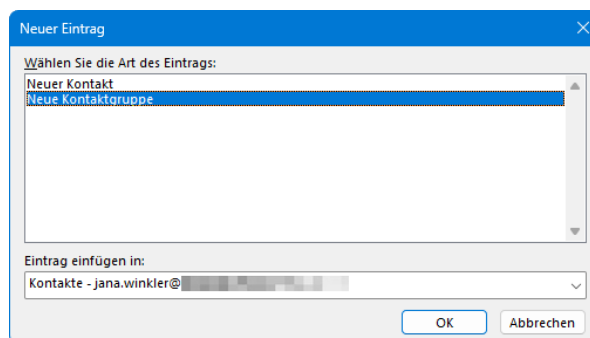 Neuer Eintrag
Wählen Sie die Art des Eintrags:
Neuer Kontakt
Neue Kontaktgruppe
Eintrag einfügen in:
Kontakte - jana.winkler@
OK
Abbrechen